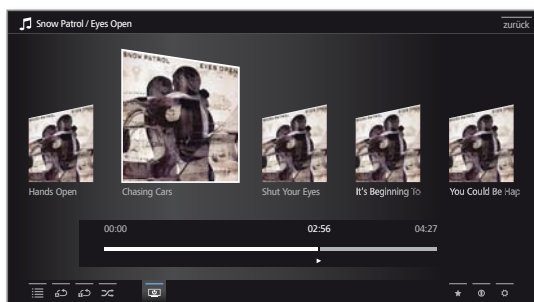 Snow Patrol / Eyes Open
zurück
SNOW PATROL EYES OPEN
Hands Open
Chasing Cars
Shut Your Eyes
It's Beginning To
You Could Be Hap
00:00
02:56
04:27